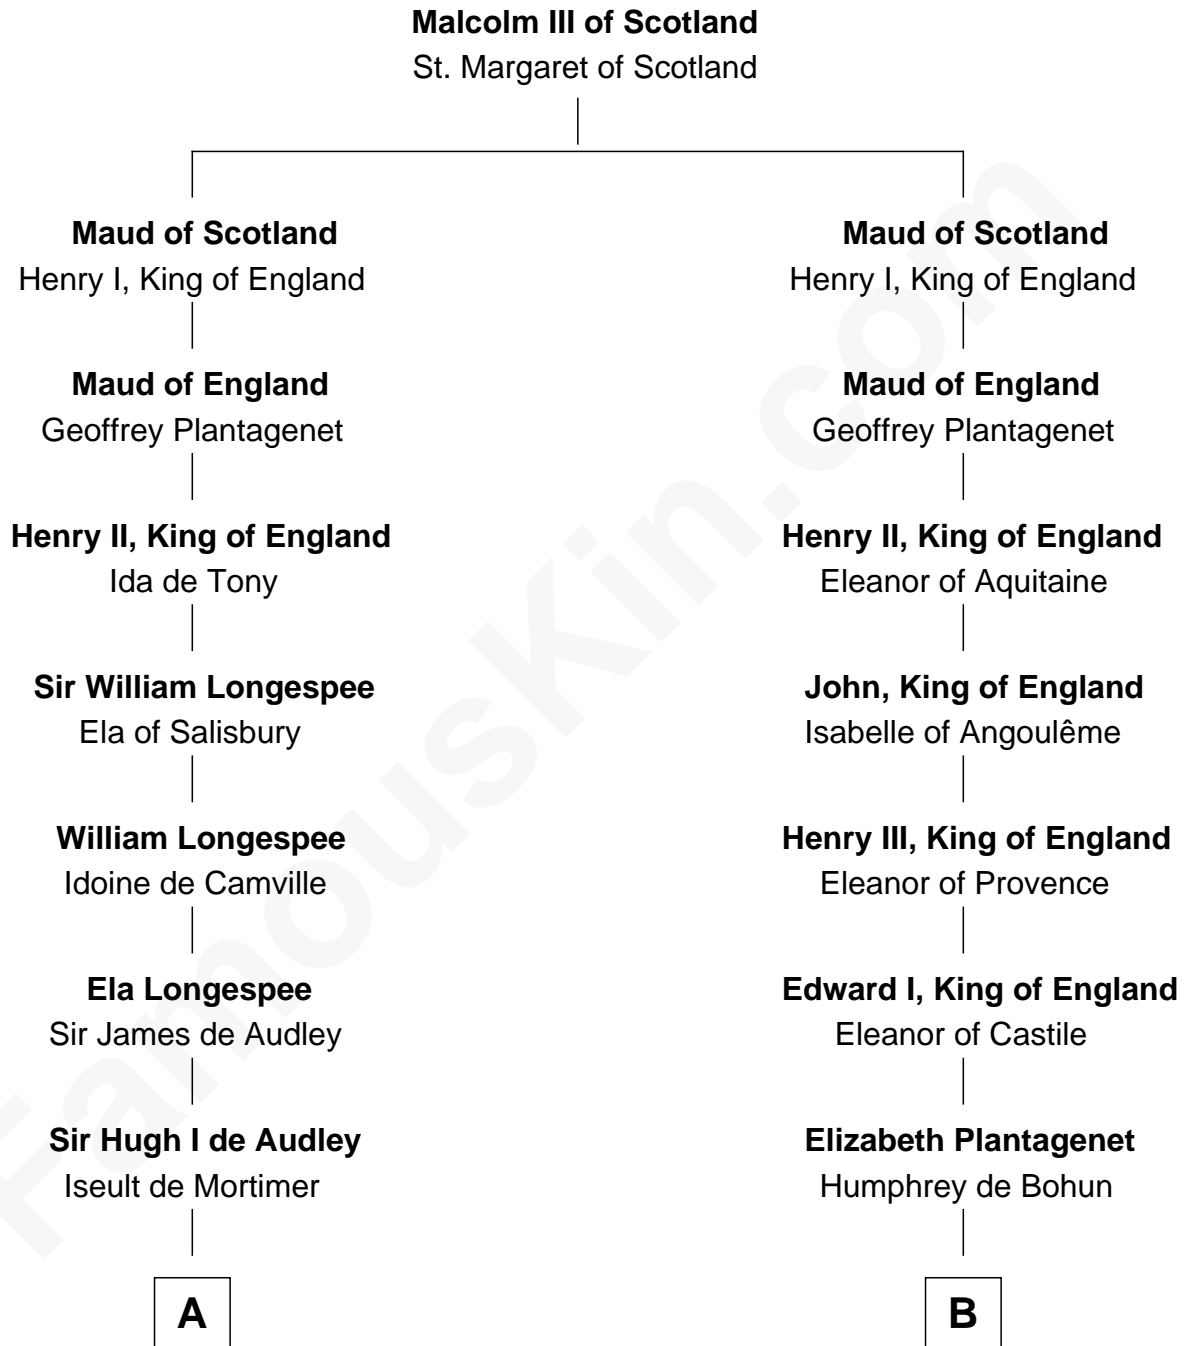 Malcolm III of Scotland
St. Margaret of Scotland
Maud of Scotland
Henry I, King of England
Maud of England
Geoffrey Plantagenet
Henry II, King of England
Ida de Tony
Sir William Longespee
Ela of Salisbury
William Longespee
Idoine de Camville
Ela Longespee
Sir James de Audley
Sir Hugh I de Audley
Iseult de Mortimer
A
Maud of Scotland
Henry I, King of England
Maud of England
Geoffrey Plantagenet
Henry II, King of England
Eleanor of Aquitaine
John, King of England
Isabelle of Angoulême
Henry III, King of England
Eleanor of Provence
Edward I, King of England
Eleanor of Castile
Elizabeth Plantagenet
Humphrey de Bohun
B
FamousKin.com